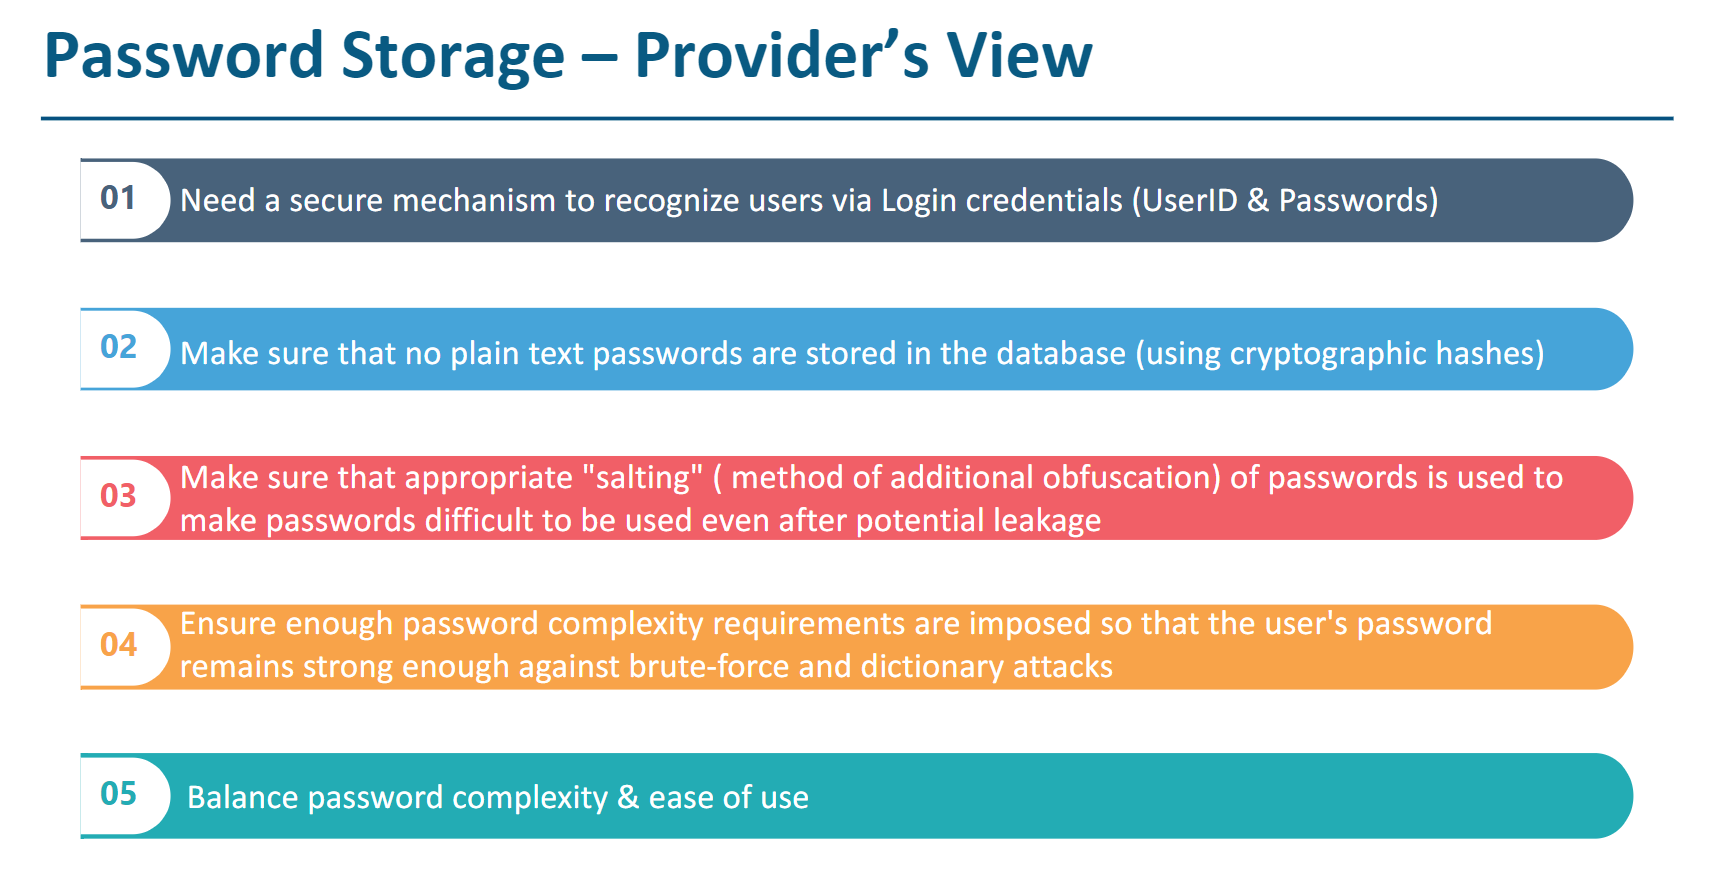 Password Storage – Provider’s View
01
Need a secure mechanism to recognize users via Login credentials (UserID & Passwords)
02
Make sure that no plain text passwords are stored in the database (using cryptographic hashes)
03
Make sure that appropriate "salting" ( method of additional obfuscation) of passwords is used to
make passwords difficult to be used even after potential leakage
04
Ensure enough password complexity requirements are imposed so that the user's password
remains strong enough against brute-force and dictionary attacks
05
Balance password complexity & ease of use